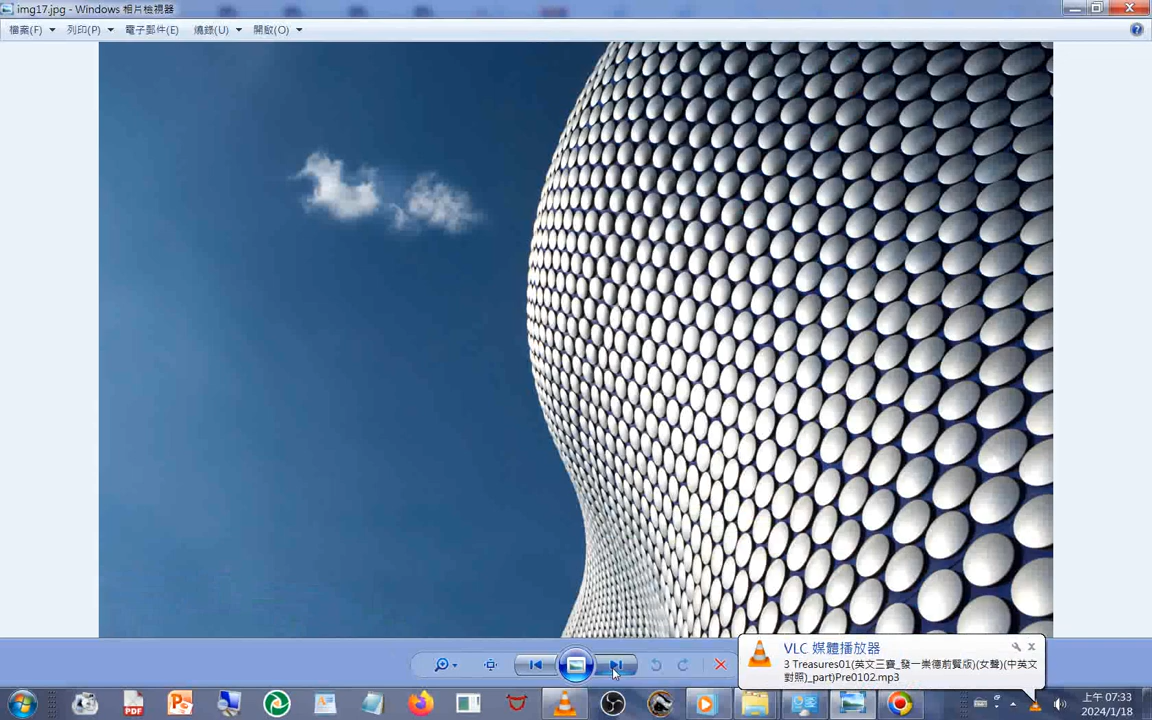 img17.jpg - Windows 相片檢視器
檔案(F) 列印(P) 電子郵件(E) 燒錄(U) 開啟(O)
VLC 媒體播放器
3 Treasures01(英文三寶_發一崇德前賢版)(女聲)(中英文
對照)_part)Pre0102.mp3
PDF
上午 07:33
2024/1/18